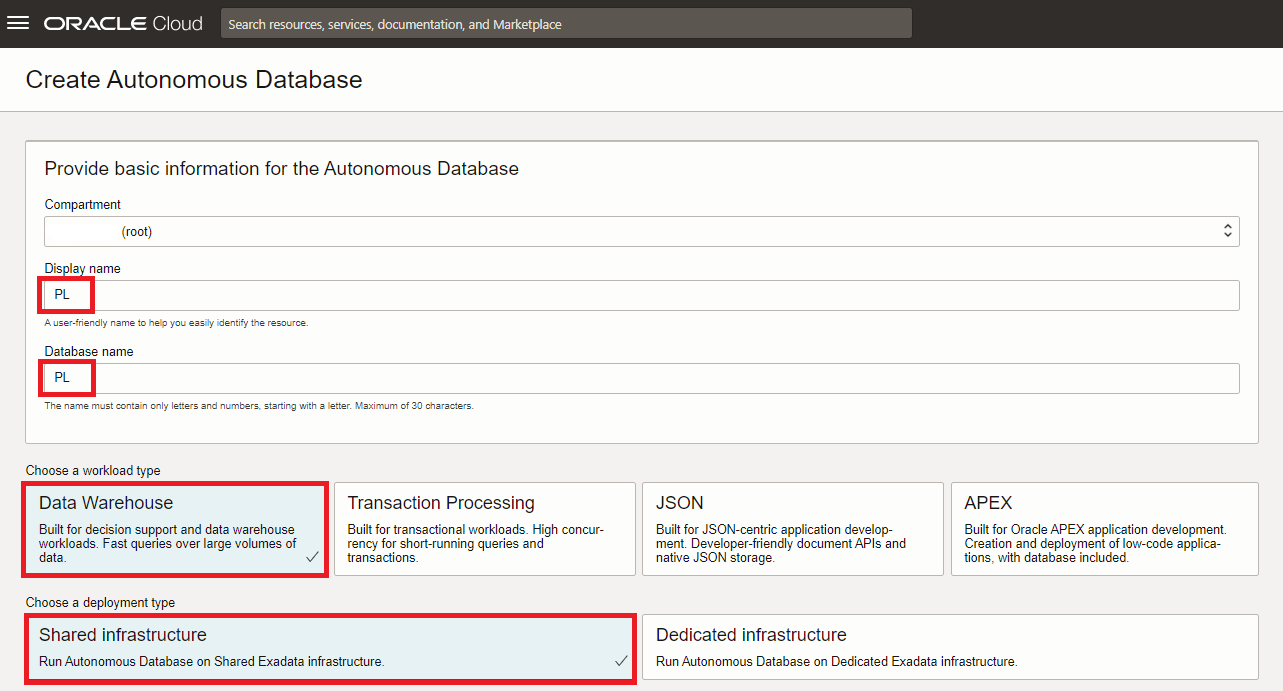 ORACLE Cloud
Search resources, services, documentation, and Marketplace
Create Autonomous Database
Provide basic information for the Autonomous Database
Compartment
(root)
Display name
PL
A user-friendly name to help you easily identify the resource.
Database name
PL
The name must contain only letters and numbers, starting with a letter. Maximum of 30 characters.
Choose a workload type
Data Warehouse
Built for decision support and data warehouse
workloads. Fast queries over large volumes of
data.
Transaction Processing
Built for transactional workloads. High concur-
rency for short-running queries and
transactions.
JSON
Built for JSON-centric application develop-
ment. Developer-friendly document APIs and
native JSON storage.
APEX
Built for Oracle APEX application development.
Creation and deployment of low-code applica-
tions, with database included.
Choose a deployment type
Shared infrastructure
Run Autonomous Database on Shared Exadata infrastructure.
Dedicated infrastructure
Run Autonomous Database on Dedicated Exadata infrastructure.